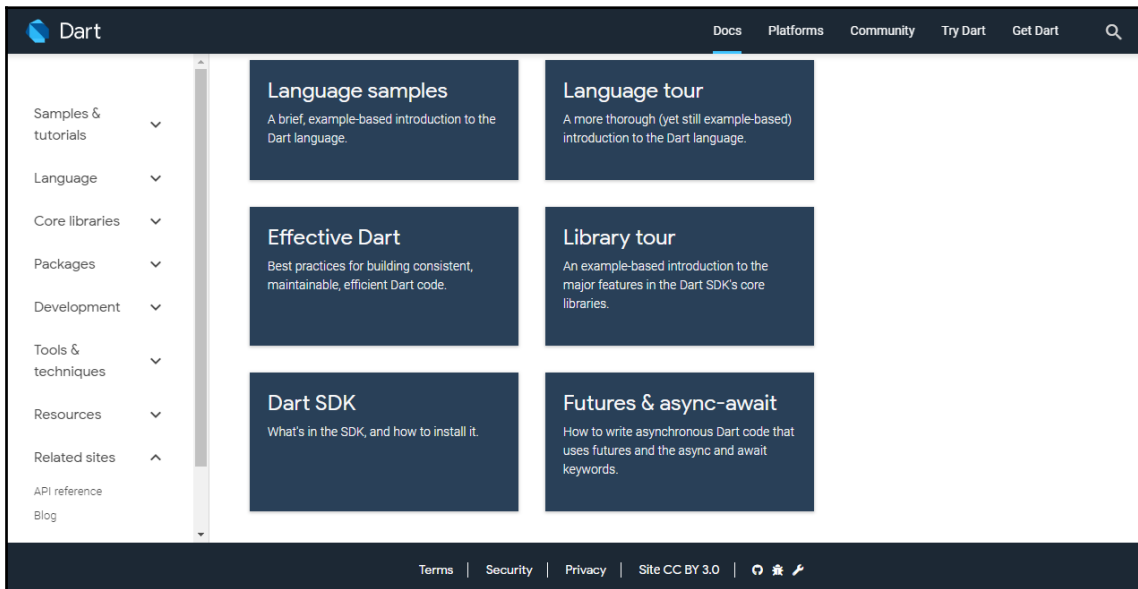 Dart
Docs
Platforms
Community
Try Dart
Get Dart
Samples &
tutorials
Language
Core libraries
Packages
Development
Tools &
techniques
Resources
Related sites
API reference
Blog
Language samples
A brief, example-based introduction to the
Dart language.
Language tour
A more thorough (yet still example-based)
introduction to the Dart language.
Effective Dart
Best practices for building consistent,
maintainable, efficient Dart code.
Library tour
An example-based introduction to the
major features in the Dart SDK's core
libraries.
Dart SDK
What's in the SDK, and how to install it.
Futures & async-await
How to write asynchronous Dart code that
uses futures and the async and await
keywords.
Terms | Security | Privacy | Site CC BY 3.0 |